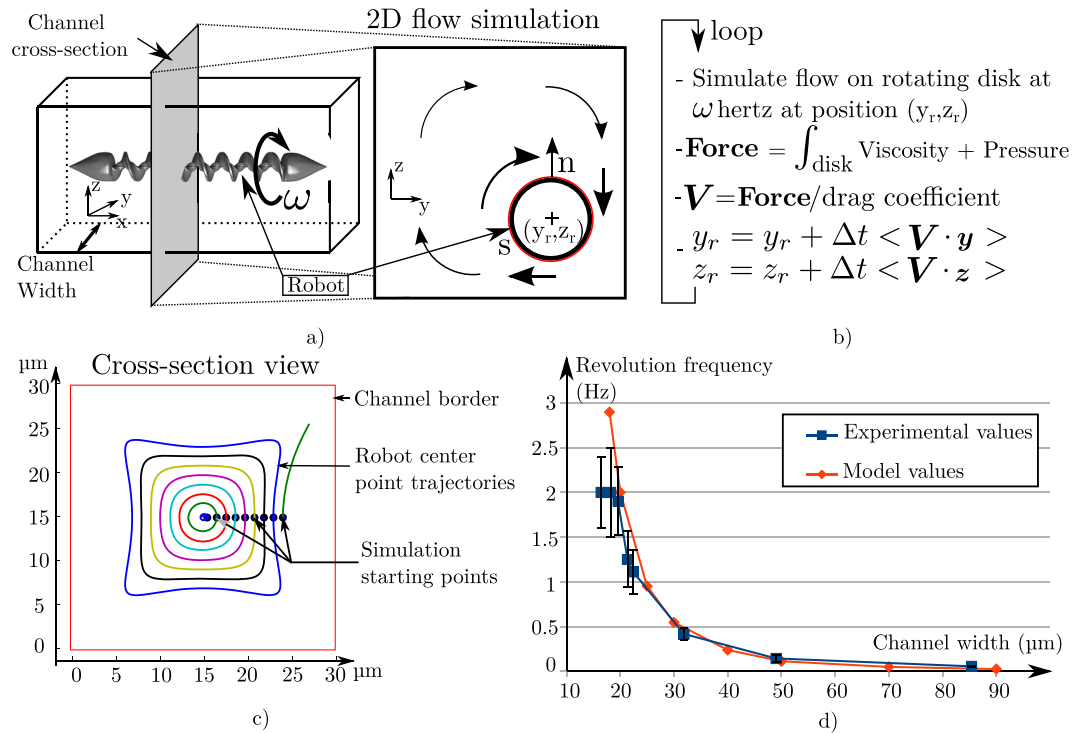 Channel
cross-section
2D flow simulation
z
y
x
ω
Channel
Width
Robot
z
y
n
s
(yᵣ,zᵣ)
a)
loop
- Simulate flow on rotating disk at
ω hertz at position (yᵣ,zᵣ)
-Force = ∫disk Viscosity + Pressure
-V=Force/drag coefficient
- yᵣ = yᵣ + Δt < V · y >
zᵣ = zᵣ + Δt < V · z >
b)
µm
Cross-section view
30
25
20
15
10
5
0
0 5 10 15 20 25 30
µm
Channel border
Robot center
point trajectories
Simulation
starting points
c)
Revolution frequency
(Hz)
3
2.5
2
1.5
1
0.5
0
10 20 30 40 50 60 70 80 90
Experimental values
Model values
Channel width (µm)
d)